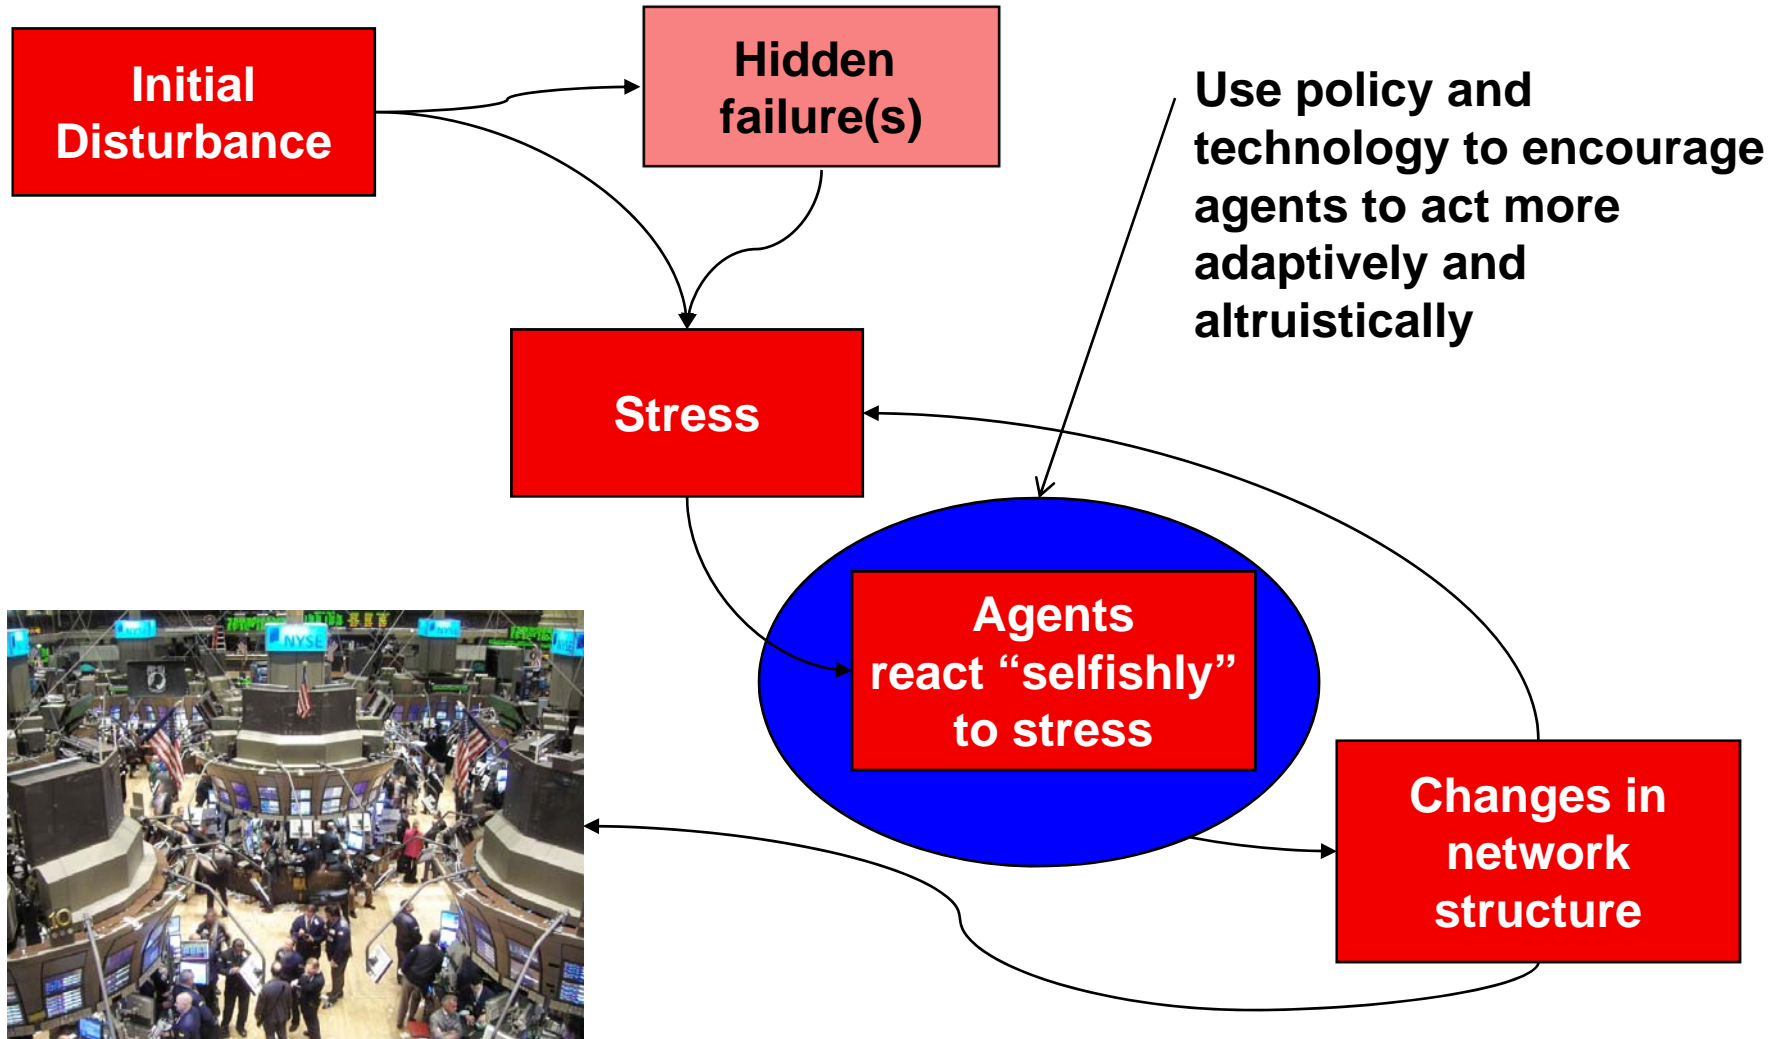 Initial
Disturbance
Hidden
failure(s)
Use policy and
technology to encourage
agents to act more
adaptively and
altruistically
Stress
Agents
react “selfishly”
to stress
Changes in
network
structure
NYSE